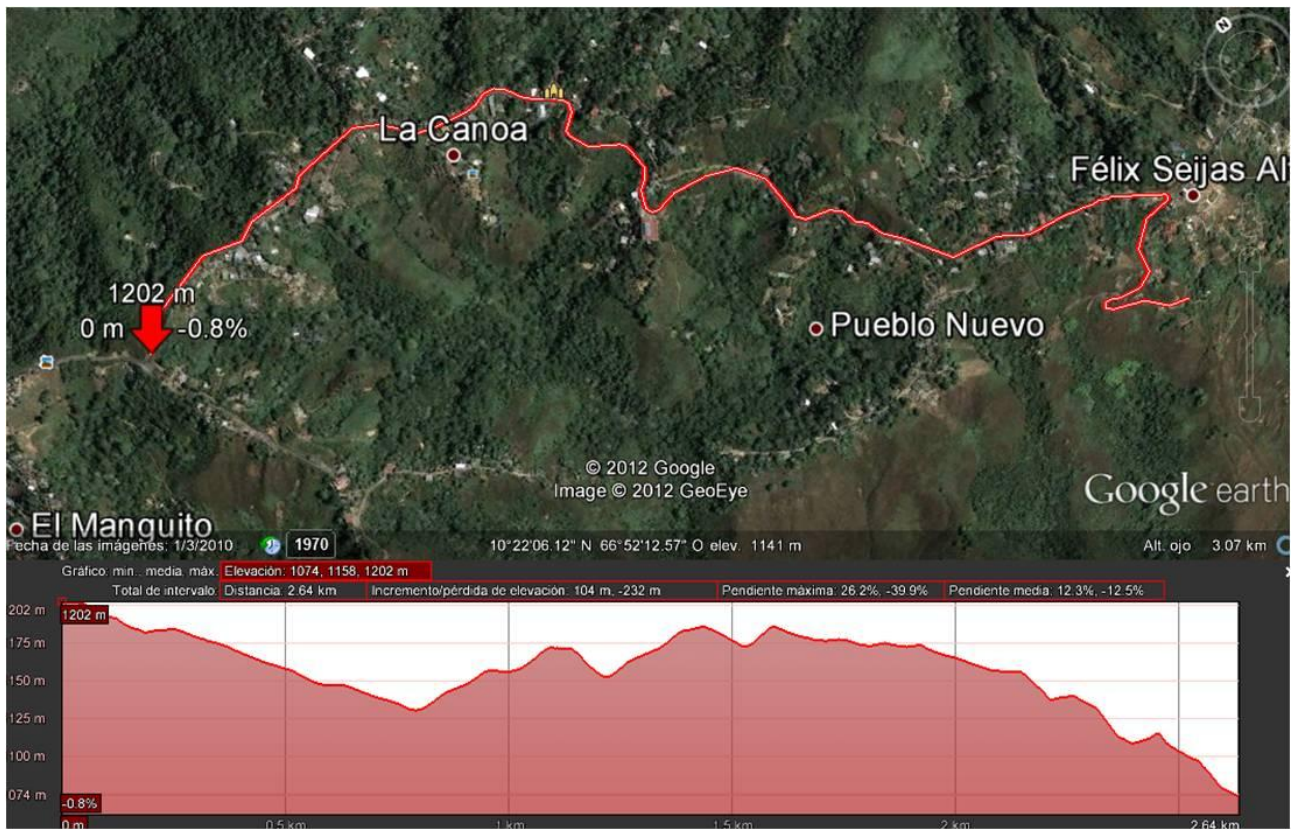 N
La Canoa
Félix Seijas Al
1202 m
0 m -0.8%
Pueblo Nuevo
© 2012 Google
Image © 2012 GeoEye
Google earth
El Manguito
Fecha de las imágenes: 1/3/2010 1970 10°22'06.12" N 66°52'12.57" O elev. 1141 m Alt. ojo 3.07 km
Gráfico: min., media, máx. Elevación: 1074, 1158, 1202 m
Total de intervalo: Distancia: 2.64 km Incremento/pérdida de elevación: 104 m, -232 m Pendiente máxima: 26.2%, -39.9% Pendiente media: 12.3%, -12.5%
202 m
1202 m
175 m
150 m
125 m
100 m
074 m
-0.8%
0 m 0.5 km 1 km 1.5 km 2 km 2.64 km